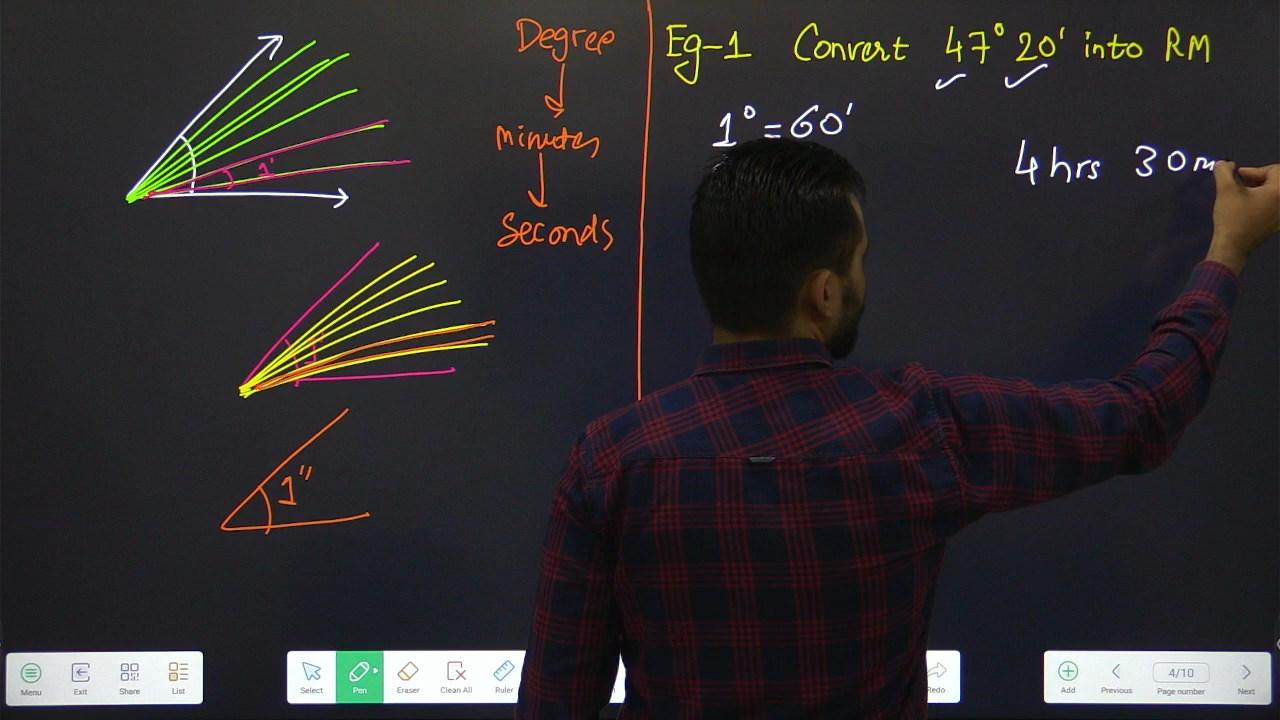 Degree
minutes
Seconds
1'
1"
Eg-1 Convert 47° 20' into RM
1° = 60'
4 hrs 30 m
Menu
Exit
Share
List
Select
Pen
Eraser
Clean All
Ruler
Redo
Add
Previous
4/10
Page number
Next